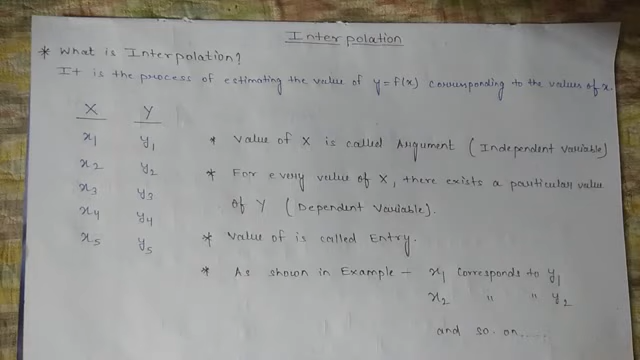 Interpolation
* What is Interpolation?
It is the process of estimating the value of y=f(x) corresponding to the values of x.
X Y
x1 y1
x2 y2
x3 y3
x4 y4
x5 y5
* Value of X is called Argument (Independent Variable)
* For every value of X, there exists a particular value
of Y (Dependent Variable).
* Value of is called Entry.
* As shown in Example - x1 corresponds to y1
x2 " " y2
and so on.....